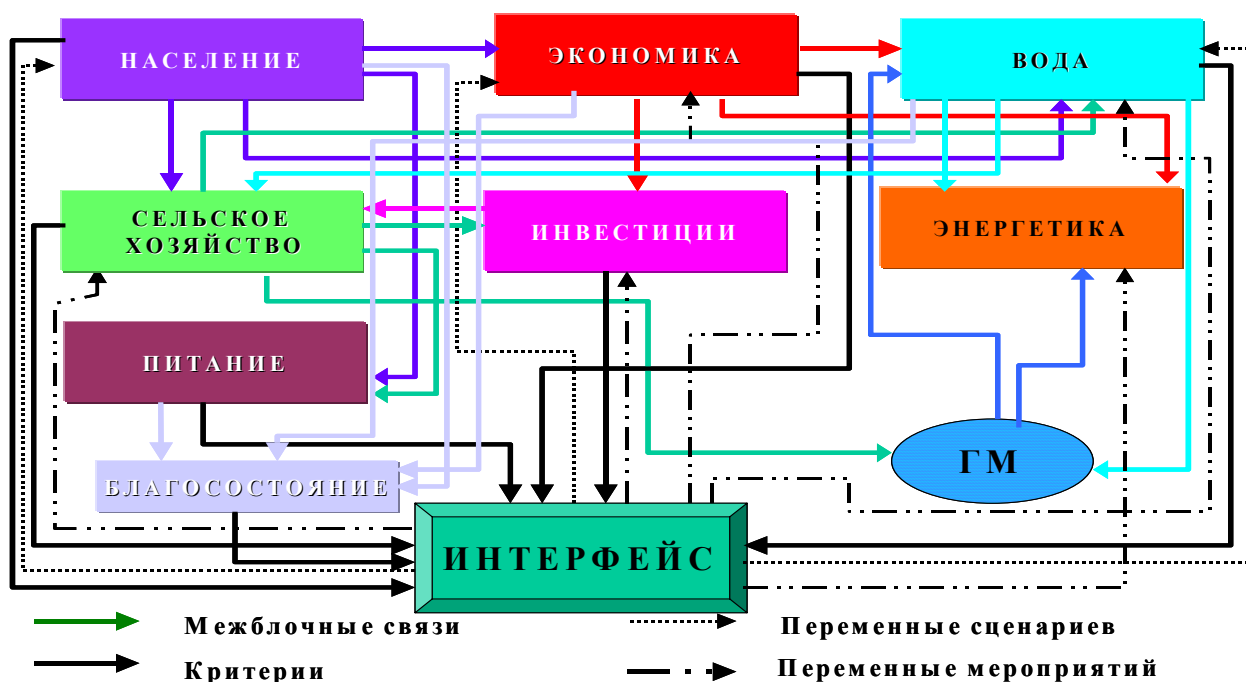 НАСЕЛЕНИЕ
ЭКОНОМИКА
ВОДА
СЕЛЬСКОЕ
ХОЗЯЙСТВО
ИНВЕСТИЦИИ
ЭНЕРГЕТИКА
ПИТАНИЕ
ГМ
БЛАГОСОСТОЯНИЕ
ИНТЕРФЕЙС
Межблочные связи
Переменные сценариев
Критерии
Переменные мероприятий